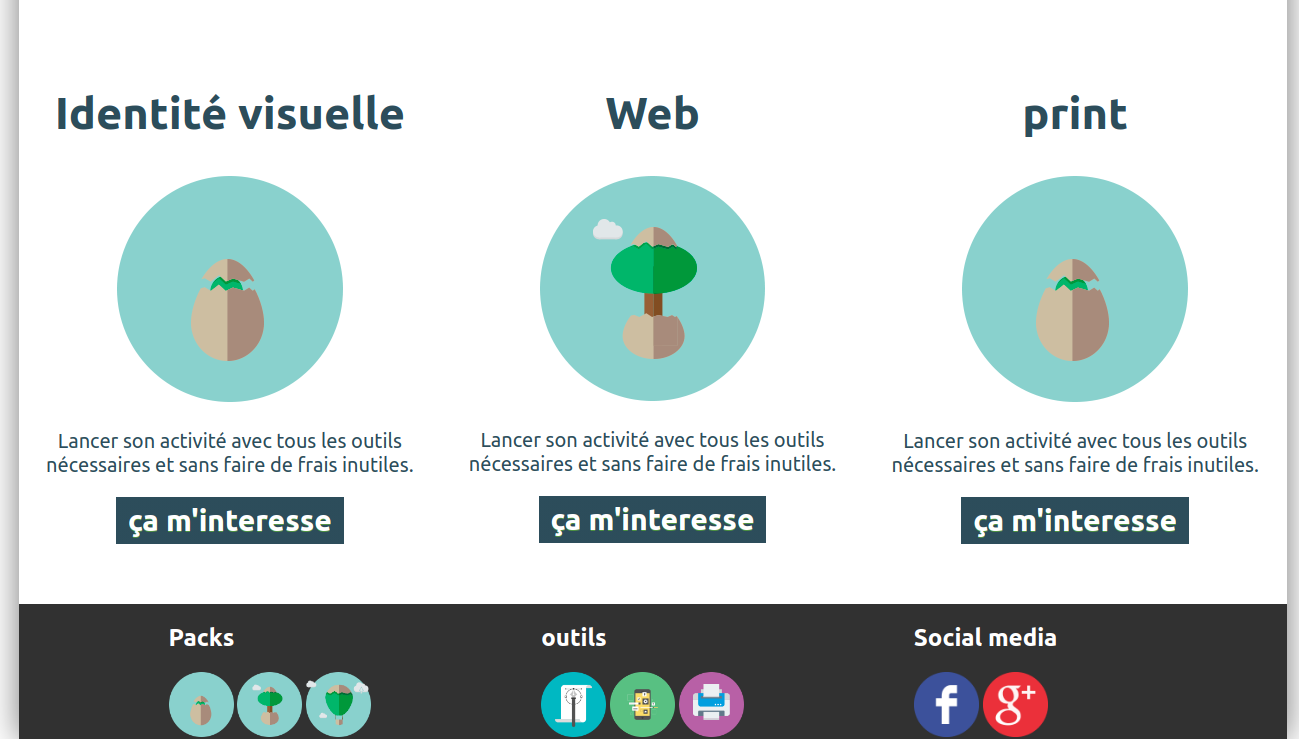 Identité visuelle
Web
print
Lancer son activité avec tous les outils
nécessaires et sans faire de frais inutiles.
Lancer son activité avec tous les outils
nécessaires et sans faire de frais inutiles.
Lancer son activité avec tous les outils
nécessaires et sans faire de frais inutiles.
ça m'interesse
ça m'interesse
ça m'interesse
Packs
outils
Social media
f
g+